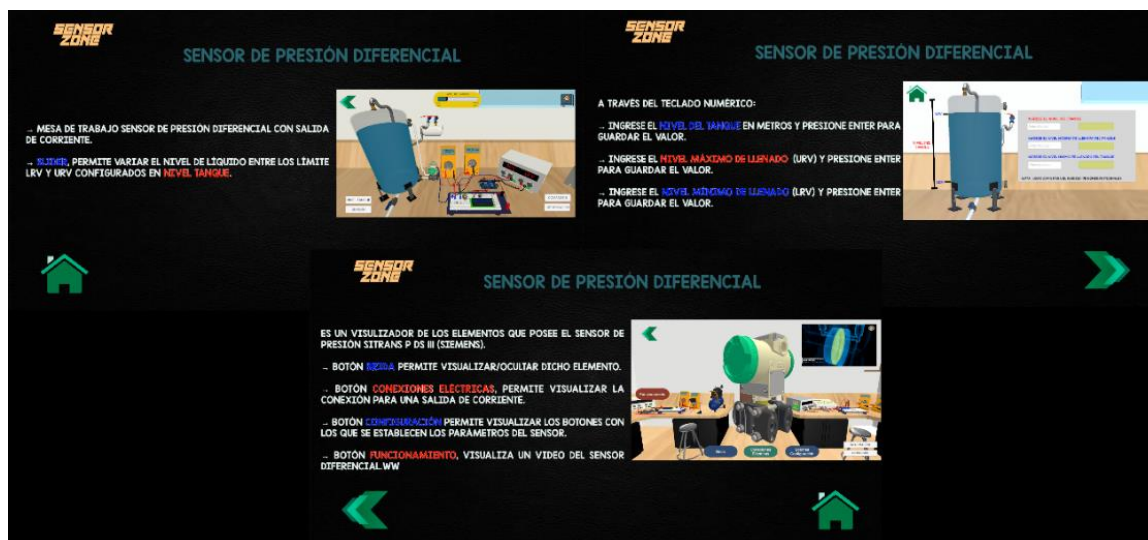 SENSOR
ZONE
SENSOR DE PRESIÓN DIFERENCIAL
→ MESA DE TRABAJO SENSOR DE PRESIÓN DIFERENCIAL CON SALIDA
DE CORRIENTE.
→ SLIDER, PERMITE VARIAR EL NIVEL DE LÍQUIDO ENTRE LOS LÍMITE
LRV Y URV CONFIGURADOS EN NIVEL TANQUE.
SENSOR
ZONE
SENSOR DE PRESIÓN DIFERENCIAL
A TRAVÉS DEL TECLADO NUMÉRICO:
→ INGRESE EL NIVEL DEL TANQUE EN METROS Y PRESIONE ENTER PARA
GUARDAR EL VALOR.
→ INGRESE EL NIVEL MÁXIMO DE LLENADO (URV) Y PRESIONE ENTER
PARA GUARDAR EL VALOR.
→ INGRESE EL NIVEL MÍNIMO DE LLENADO (LRV) Y PRESIONE ENTER
PARA GUARDAR EL VALOR.
SENSOR
ZONE
SENSOR DE PRESIÓN DIFERENCIAL
ES UN VISULIZADOR DE LOS ELEMENTOS QUE POSEE EL SENSOR DE
PRESIÓN SITRANS P DS III (SIEMENS).
→ BOTÓN BRIDA PERMITE VISUALIZAR/OCULTAR DICHO ELEMENTO.
→ BOTÓN CONEXIONES ELÉCTRICAS, PERMITE VISUALIZAR LA
CONEXIÓN PARA UNA SALIDA DE CORRIENTE.
→ BOTÓN CONFIGURACIÓN PERMITE VISUALIZAR LOS BOTONES CON
LOS QUE SE ESTABLECEN LOS PARÁMETROS DEL SENSOR.
→ BOTÓN FUNCIONAMIENTO, VISUALIZA UN VIDEO DEL SENSOR
DIFERENCIAL.WW